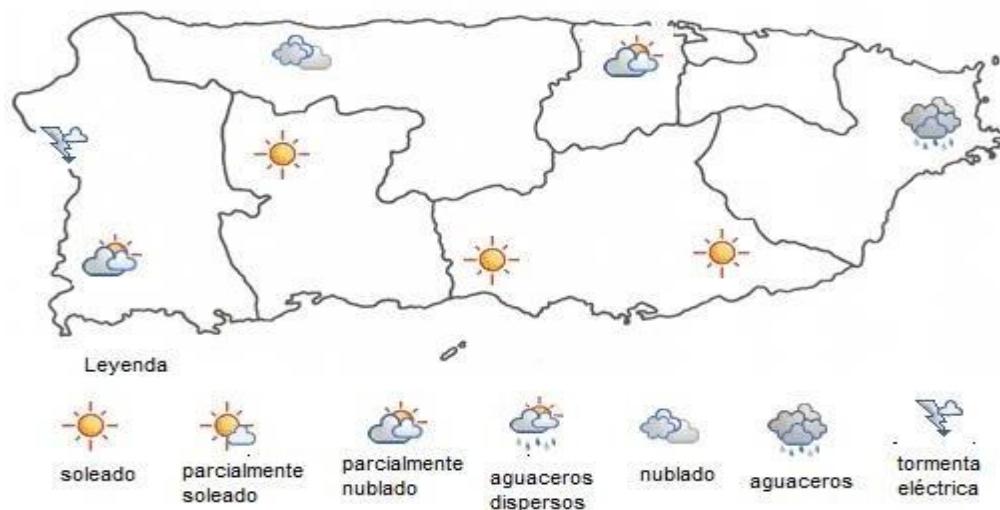 Leyenda
soleado
parcialmente
soleado
parcialmente
nublado
aguaceros
dispersos
nublado
aguaceros
tormenta
eléctrica